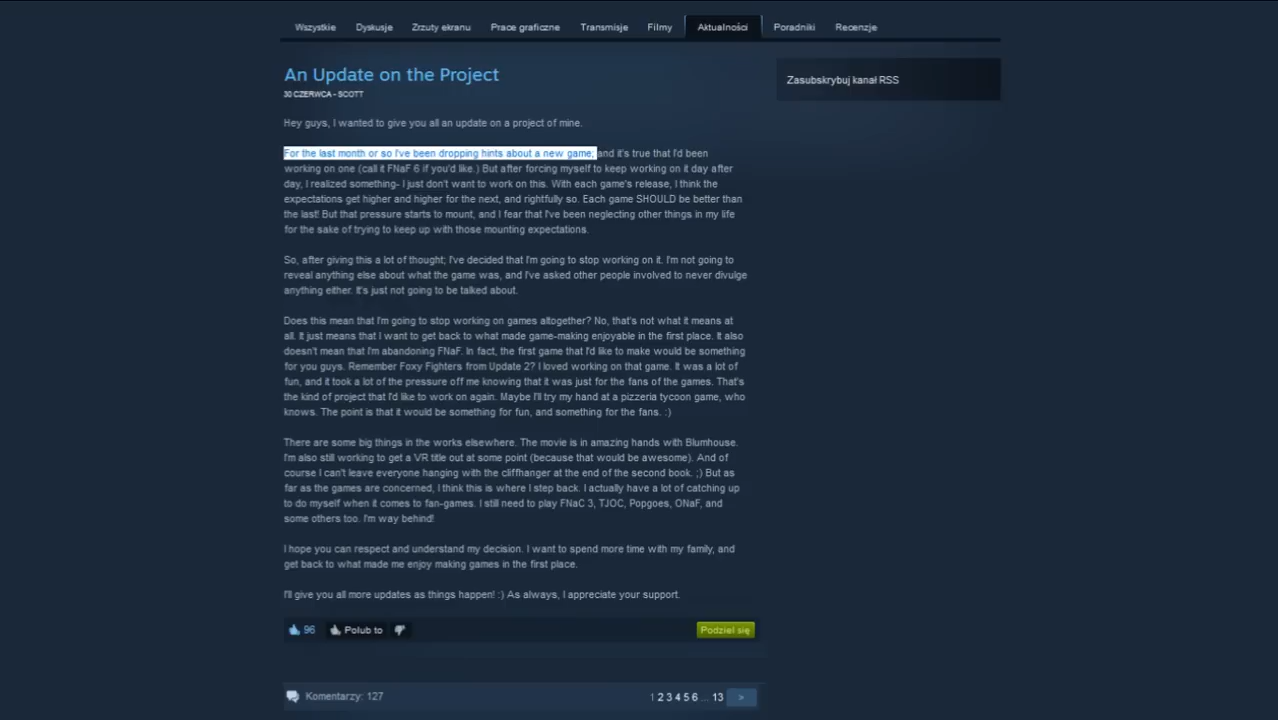 Wszystkie Dyskusje Zrzuty ekranu Prace graficzne Transmisje Filmy Aktualności Poradniki Recenzje
An Update on the Project
30 CZERWCA - SCOTT
Zasubskrybuj kanał RSS
Hey guys, I wanted to give you all an update on a project of mine.
For the last month or so I've been dropping hints about a new game; and it's true that I'd been
working on one (call it FNaF 6 if you'd like.) But after forcing myself to keep working on it day after
day, I realized something- I just don't want to work on this. With each game's release, I think the
expectations get higher and higher for the next, and rightfully so. Each game SHOULD be better than
the last! But that pressure starts to mount, and I fear that I've been neglecting other things in my life
for the sake of trying to keep up with those mounting expectations.
So, after giving this a lot of thought; I've decided that I'm going to stop working on it. I'm not going to
reveal anything else about what the game was, and I've asked other people involved to never divulge
anything either. It's just not going to be talked about.
Does this mean that I'm going to stop working on games altogether? No, that's not what it means at
all. It just means that I want to get back to what made game-making enjoyable in the first place. It also
doesn't mean that I'm abandoning FNaF. In fact, the first game that I'd like to make would be something
for you guys. Remember Foxy Fighters from Update 2? I loved working on that game. It was a lot of
fun, and it took a lot of the pressure off me knowing that it was just for the fans of the games. That's
the kind of project that I'd like to work on again. Maybe I'll try my hand at a pizzeria tycoon game, who
knows. The point is that it would be something for fun, and something for the fans. :)
There are some big things in the works elsewhere. The movie is in amazing hands with Blumhouse.
I'm also still working to get a VR title out at some point (because that would be awesome). And of
course I can't leave everyone hanging with the cliffhanger at the end of the second book. ;) But as
far as the games are concerned, I think this is where I step back. I actually have a lot of catching up
to do myself when it comes to fan-games. I still need to play FNaC 3, TJOC, Popgoes, ONaF, and
some others too. I'm way behind!
I hope you can respect and understand my decision. I want to spend more time with my family, and
get back to what made me enjoy making games in the first place.
I'll give you all more updates as things happen! :) As always, I appreciate your support.
96 Polub to Podziel się
Komentarzy: 127 1 2 3 4 5 6 ... 13 >